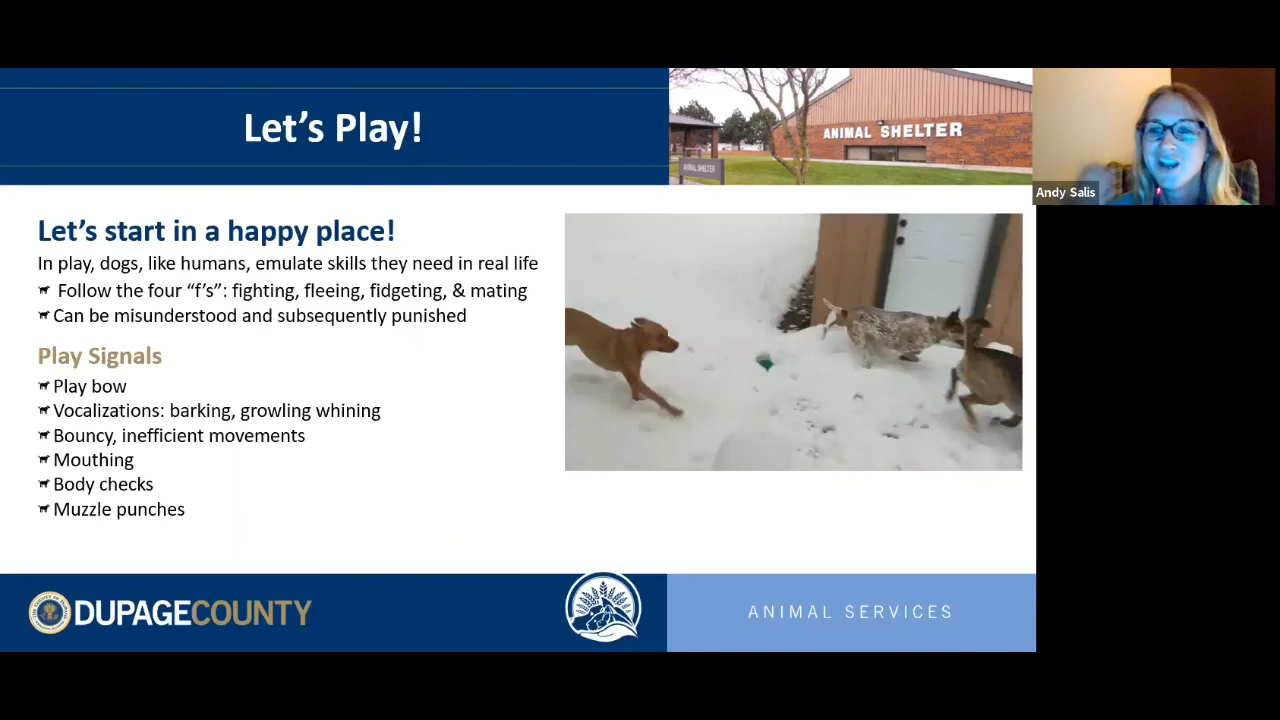 Let's Play!
ANIMAL SHELTER
ANIMAL SHELTER
Andy Salis
Let's start in a happy place!
In play, dogs, like humans, emulate skills they need in real life
Follow the four “f's”: fighting, fleeing, fidgeting, & mating
Can be misunderstood and subsequently punished
Play Signals
Play bow
Vocalizations: barking, growling whining
Bouncy, inefficient movements
Mouthing
Body checks
Muzzle punches
DUPAGECOUNTY
ANIMAL SERVICES